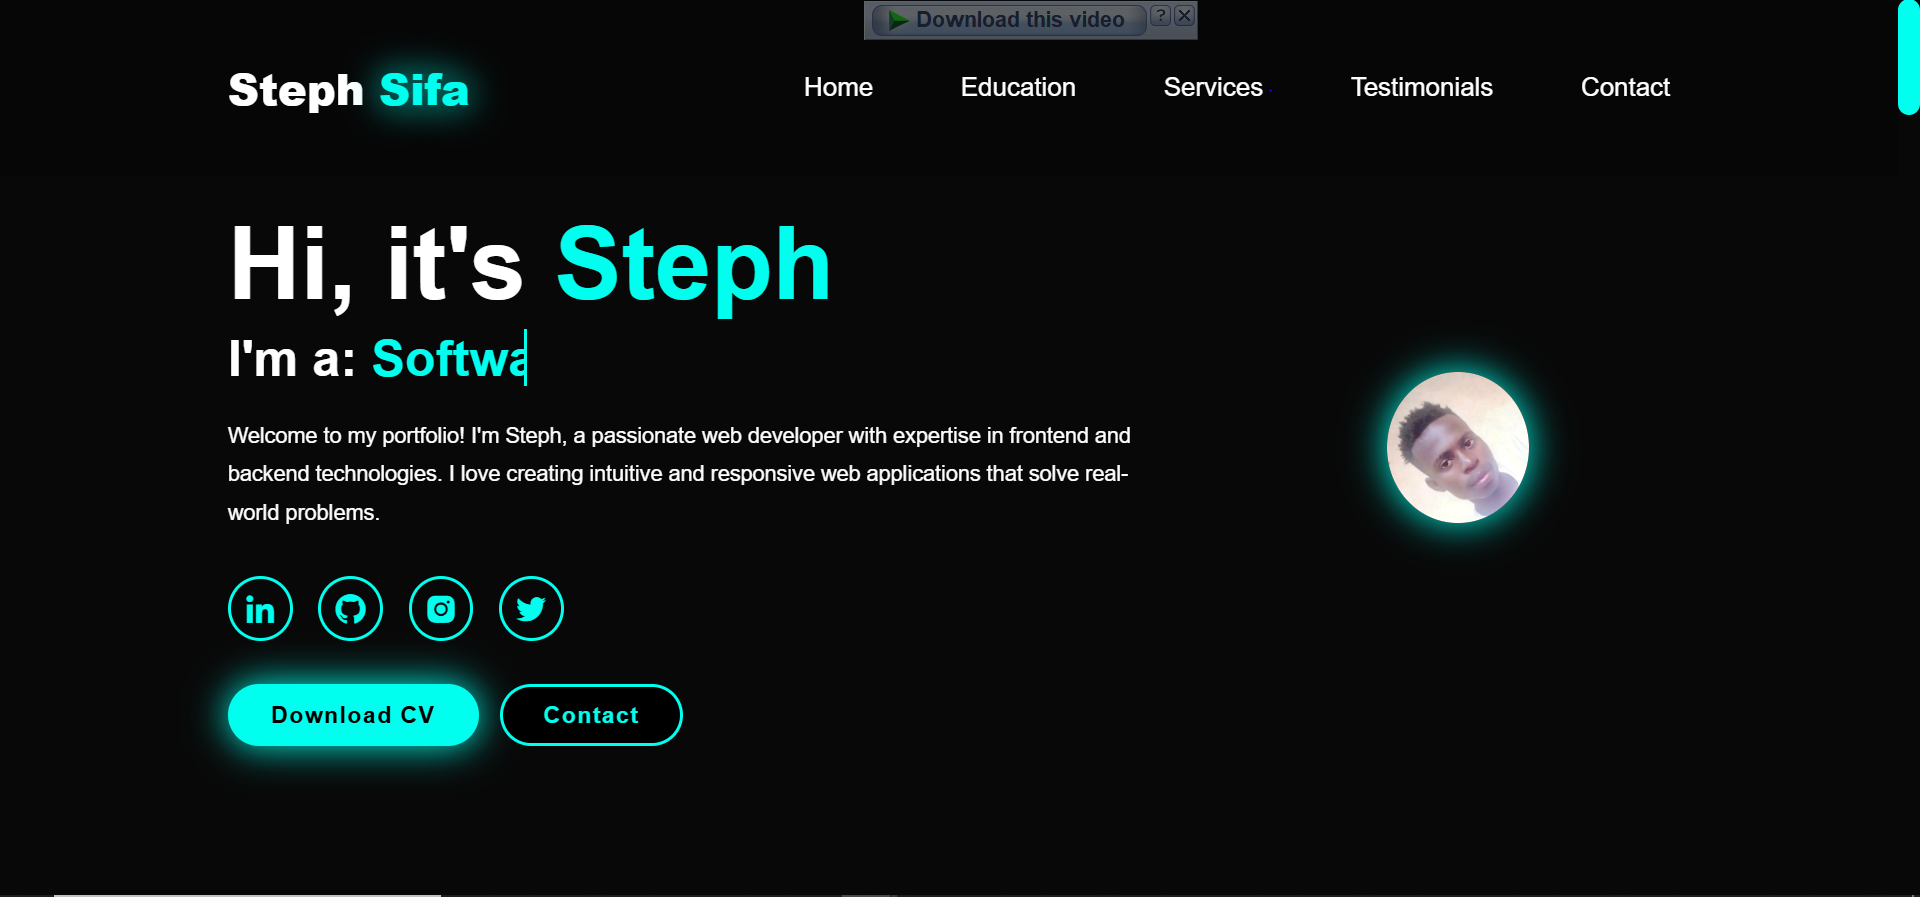 Download this video ?
Steph Sifa
Home Education Services Testimonials Contact
Hi, it's Steph
I'm a: Softwa
Welcome to my portfolio! I'm Steph, a passionate web developer with expertise in frontend and
backend technologies. I love creating intuitive and responsive web applications that solve real-
world problems.
in
Download CV Contact